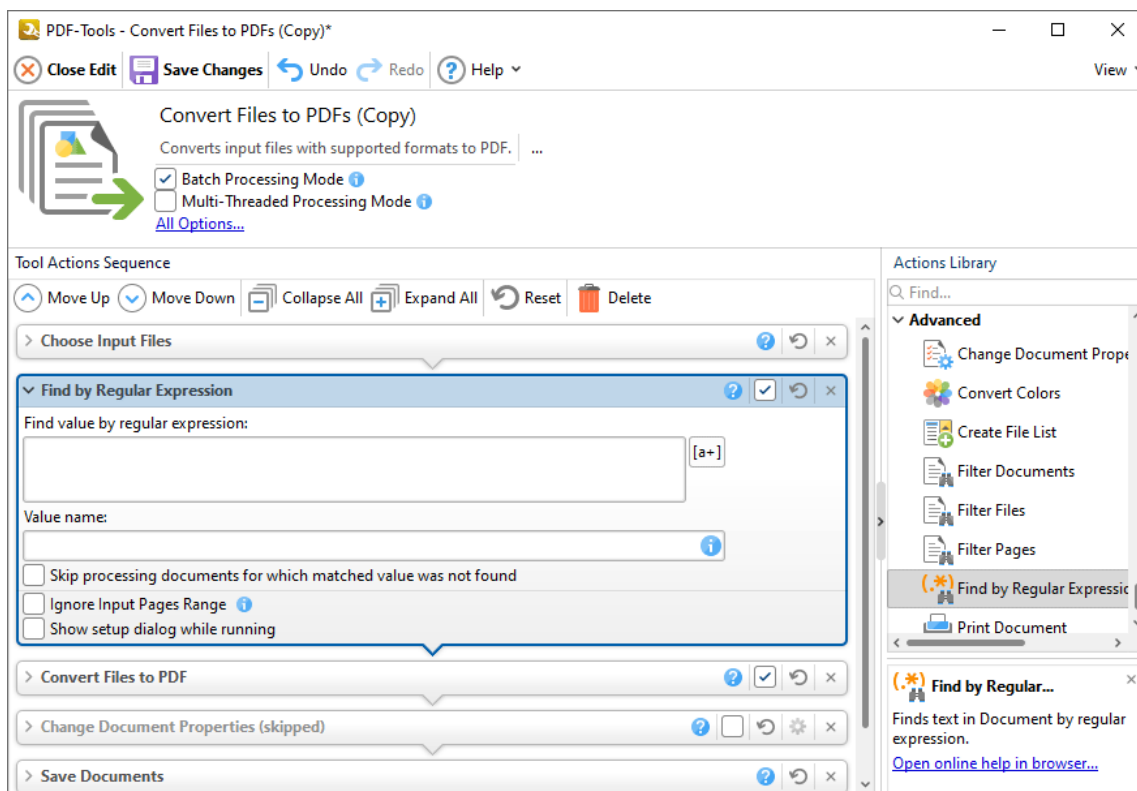 PDF-Tools - Convert Files to PDFs (Copy)*
Close Edit Save Changes Undo Redo ? Help View
Convert Files to PDFs (Copy)
Converts input files with supported formats to PDF. ...
Batch Processing Mode i
Multi-Threaded Processing Mode i
All Options...
Tool Actions Sequence
Move Up Move Down Collapse All Expand All Reset Delete
Choose Input Files ?
Find by Regular Expression ?
Find value by regular expression:
[a+]
Value name:
i
Skip processing documents for which matched value was not found
Ignore Input Pages Range i
Show setup dialog while running
Convert Files to PDF ?
Change Document Properties (skipped) ?
Save Documents ?
Actions Library
Find...
Advanced
Change Document Prope
Convert Colors
Create File List
Filter Documents
Filter Files
Filter Pages
(.*) Find by Regular Expressic
Print Document
(.*) Find by Regular...
Finds text in Document by regular
expression.
Open online help in browser...